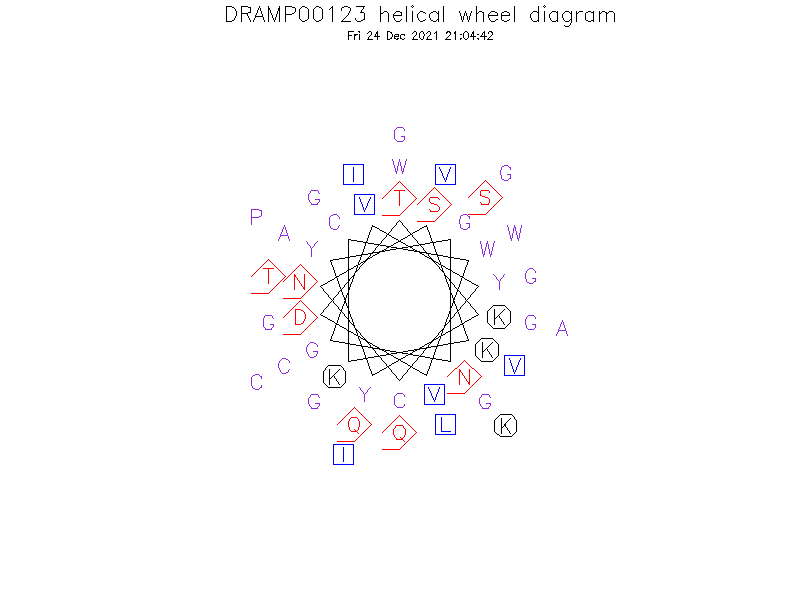 DRAMP00123 helical wheel diagram
Fri 24 Dec 2021 21:04:42
G
W
I V G
G V T S S
P C G
A Y W W
T N Y G
G D K G A
G K
C C K N V
G Y C V G
Q Q L K
I